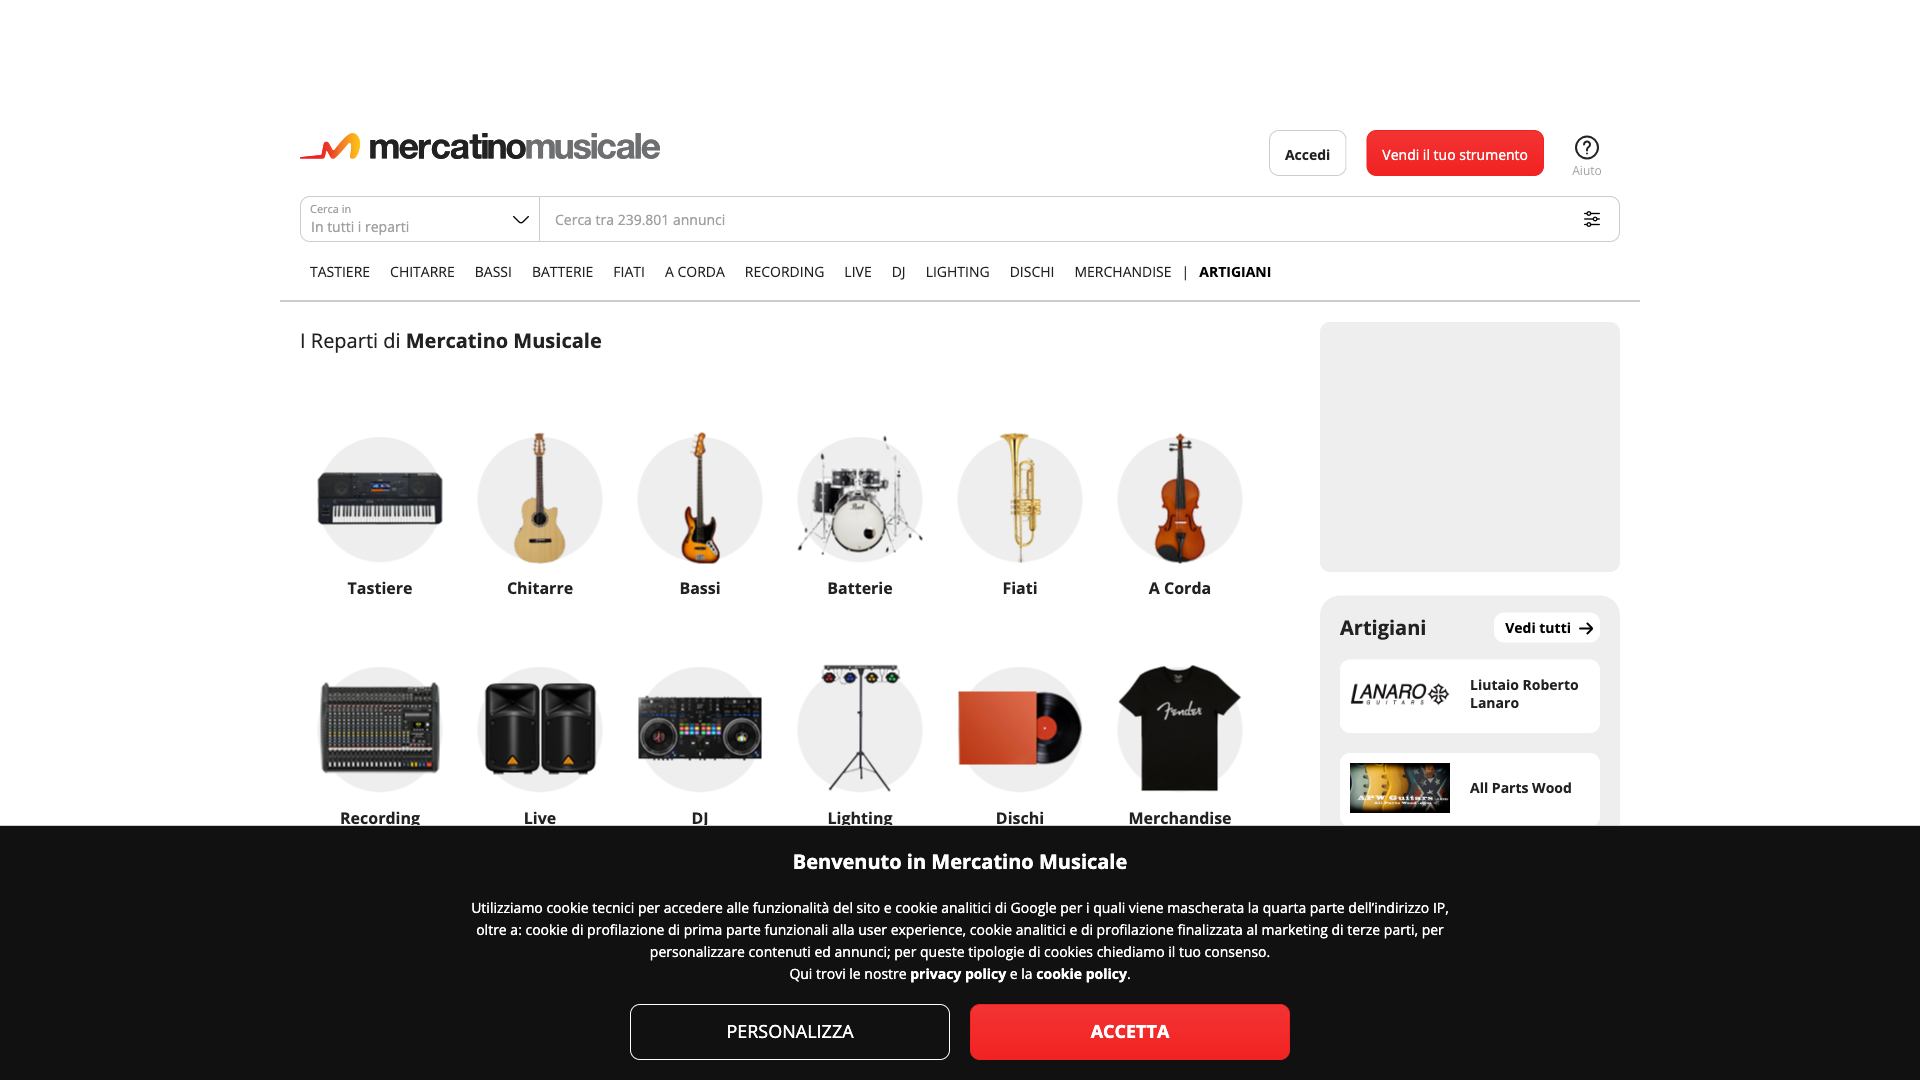 mercatinomusicale
Accedi
Vendi il tuo strumento
Aiuto
Cerca in
In tutti i reparti
Cerca tra 239.801 annunci
TASTIERE CHITARRE BASSI BATTERIE FIATI A CORDA RECORDING LIVE DJ LIGHTING DISCHI MERCHANDISE | ARTIGIANI
I Reparti di Mercatino Musicale
Tastiere
Chitarre
Bassi
Batterie
Fiati
A Corda
Fender
Recording
Live
DJ
Lighting
Dischi
Merchandise
Artigiani
Vedi tutti
LANARO
GUITARS
Liutaio Roberto
Lanaro
APW Guitars.com
All Parts Wood
Benvenuto in Mercatino Musicale
Utilizziamo cookie tecnici per accedere alle funzionalità del sito e cookie analitici di Google per i quali viene mascherata la quarta parte dell’indirizzo IP,
oltre a: cookie di profilazione di prima parte funzionali alla user experience, cookie analitici e di profilazione finalizzata al marketing di terze parti, per
personalizzare contenuti ed annunci; per queste tipologie di cookies chiediamo il tuo consenso.
Qui trovi le nostre privacy policy e la cookie policy.
PERSONALIZZA
ACCETTA